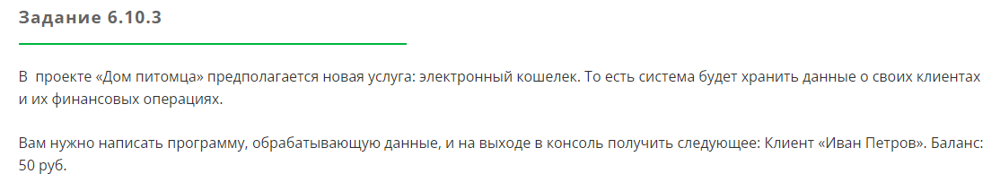 Задание 6.10.3
В проекте «Дом питомца» предполагается новая услуга: электронный кошелек. То есть система будет хранить данные о своих клиентах
и их финансовых операциях.
Вам нужно написать программу, обрабатывающую данные, и на выходе в консоль получить следующее: Клиент «Иван Петров». Баланс:
50 руб.